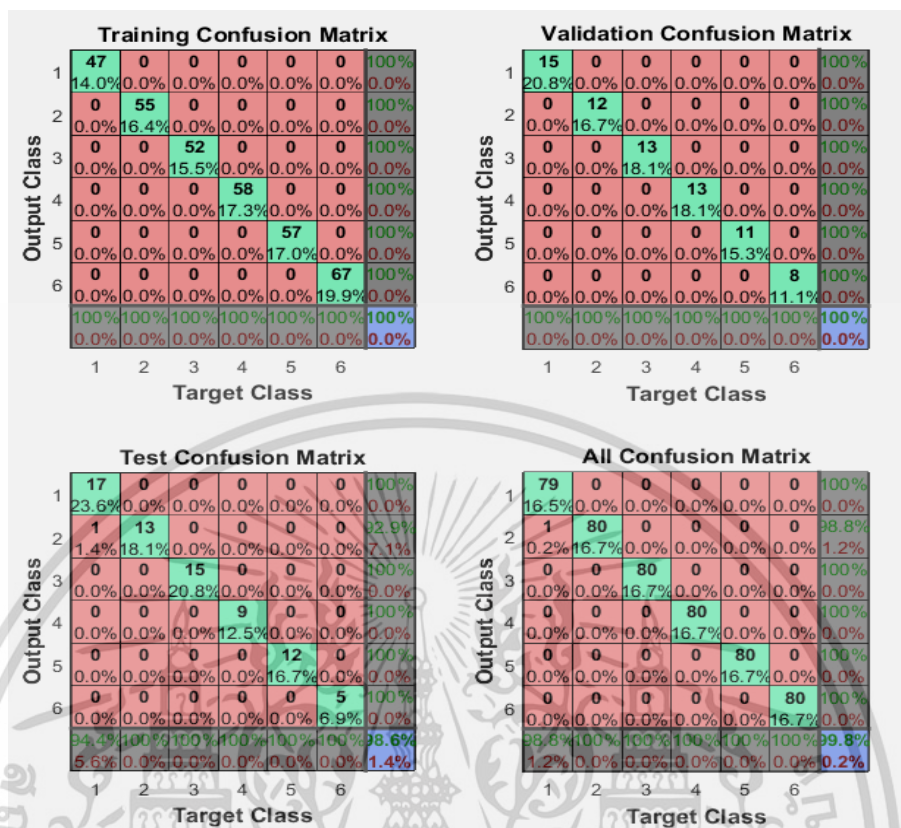 Training Confusion Matrix
47 0 0 0 0 0 100%
1
14.0% 0.0% 0.0% 0.0% 0.0% 0.0% 0.0%
0 55 0 0 0 0 100%
2
0.0% 16.4% 0.0% 0.0% 0.0% 0.0% 0.0%
0 0 52 0 0 0 100%
3
0.0% 0.0% 15.5% 0.0% 0.0% 0.0% 0.0%
0 0 0 58 0 0 100%
4
0.0% 0.0% 0.0% 17.3% 0.0% 0.0% 0.0%
0 0 0 0 57 0 100%
5
0.0% 0.0% 0.0% 0.0% 17.0% 0.0% 0.0%
0 0 0 0 0 67 100%
6
0.0% 0.0% 0.0% 0.0% 0.0% 19.9% 0.0%
100% 100% 100% 100% 100% 100% 100%
0.0% 0.0% 0.0% 0.0% 0.0% 0.0% 0.0%
1 2 3 4 5 6
Output Class
Target Class
Validation Confusion Matrix
15 0 0 0 0 0 100%
1
20.8% 0.0% 0.0% 0.0% 0.0% 0.0% 0.0%
0 12 0 0 0 0 100%
2
0.0% 16.7% 0.0% 0.0% 0.0% 0.0% 0.0%
0 0 13 0 0 0 100%
3
0.0% 0.0% 18.1% 0.0% 0.0% 0.0% 0.0%
0 0 0 13 0 0 100%
4
0.0% 0.0% 0.0% 18.1% 0.0% 0.0% 0.0%
0 0 0 0 11 0 100%
5
0.0% 0.0% 0.0% 0.0% 15.3% 0.0% 0.0%
0 0 0 0 0 8 100%
6
0.0% 0.0% 0.0% 0.0% 0.0% 11.1% 0.0%
100% 100% 100% 100% 100% 100% 100%
0.0% 0.0% 0.0% 0.0% 0.0% 0.0% 0.0%
1 2 3 4 5 6
Output Class
Target Class
Test Confusion Matrix
17 0 0 0 0 0 100%
1
23.6% 0.0% 0.0% 0.0% 0.0% 0.0% 0.0%
1 13 0 0 0 0 92.9%
2
1.4% 18.1% 0.0% 0.0% 0.0% 0.0% 7.1%
0 0 15 0 0 0 100%
3
0.0% 0.0% 20.8% 0.0% 0.0% 0.0% 0.0%
0 0 0 9 0 0 100%
4
0.0% 0.0% 0.0% 12.5% 0.0% 0.0% 0.0%
0 0 0 0 12 0 100%
5
0.0% 0.0% 0.0% 0.0% 16.7% 0.0% 0.0%
0 0 0 0 0 5 100%
6
0.0% 0.0% 0.0% 0.0% 0.0% 6.9% 0.0%
94.4% 100% 100% 100% 100% 100% 98.6%
5.6% 0.0% 0.0% 0.0% 0.0% 0.0% 1.4%
1 2 3 4 5 6
Output Class
Target Class
All Confusion Matrix
79 0 0 0 0 0 100%
1
16.5% 0.0% 0.0% 0.0% 0.0% 0.0% 0.0%
1 80 0 0 0 0 98.8%
2
0.2% 16.7% 0.0% 0.0% 0.0% 0.0% 1.2%
0 0 80 0 0 0 100%
3
0.0% 0.0% 16.7% 0.0% 0.0% 0.0% 0.0%
0 0 0 80 0 0 100%
4
0.0% 0.0% 0.0% 16.7% 0.0% 0.0% 0.0%
0 0 0 0 80 0 100%
5
0.0% 0.0% 0.0% 0.0% 16.7% 0.0% 0.0%
0 0 0 0 0 80 100%
6
0.0% 0.0% 0.0% 0.0% 0.0% 16.7% 0.0%
98.8% 100% 100% 100% 100% 100% 99.8%
1.2% 0.0% 0.0% 0.0% 0.0% 0.0% 0.2%
1 2 3 4 5 6
Output Class
Target Class